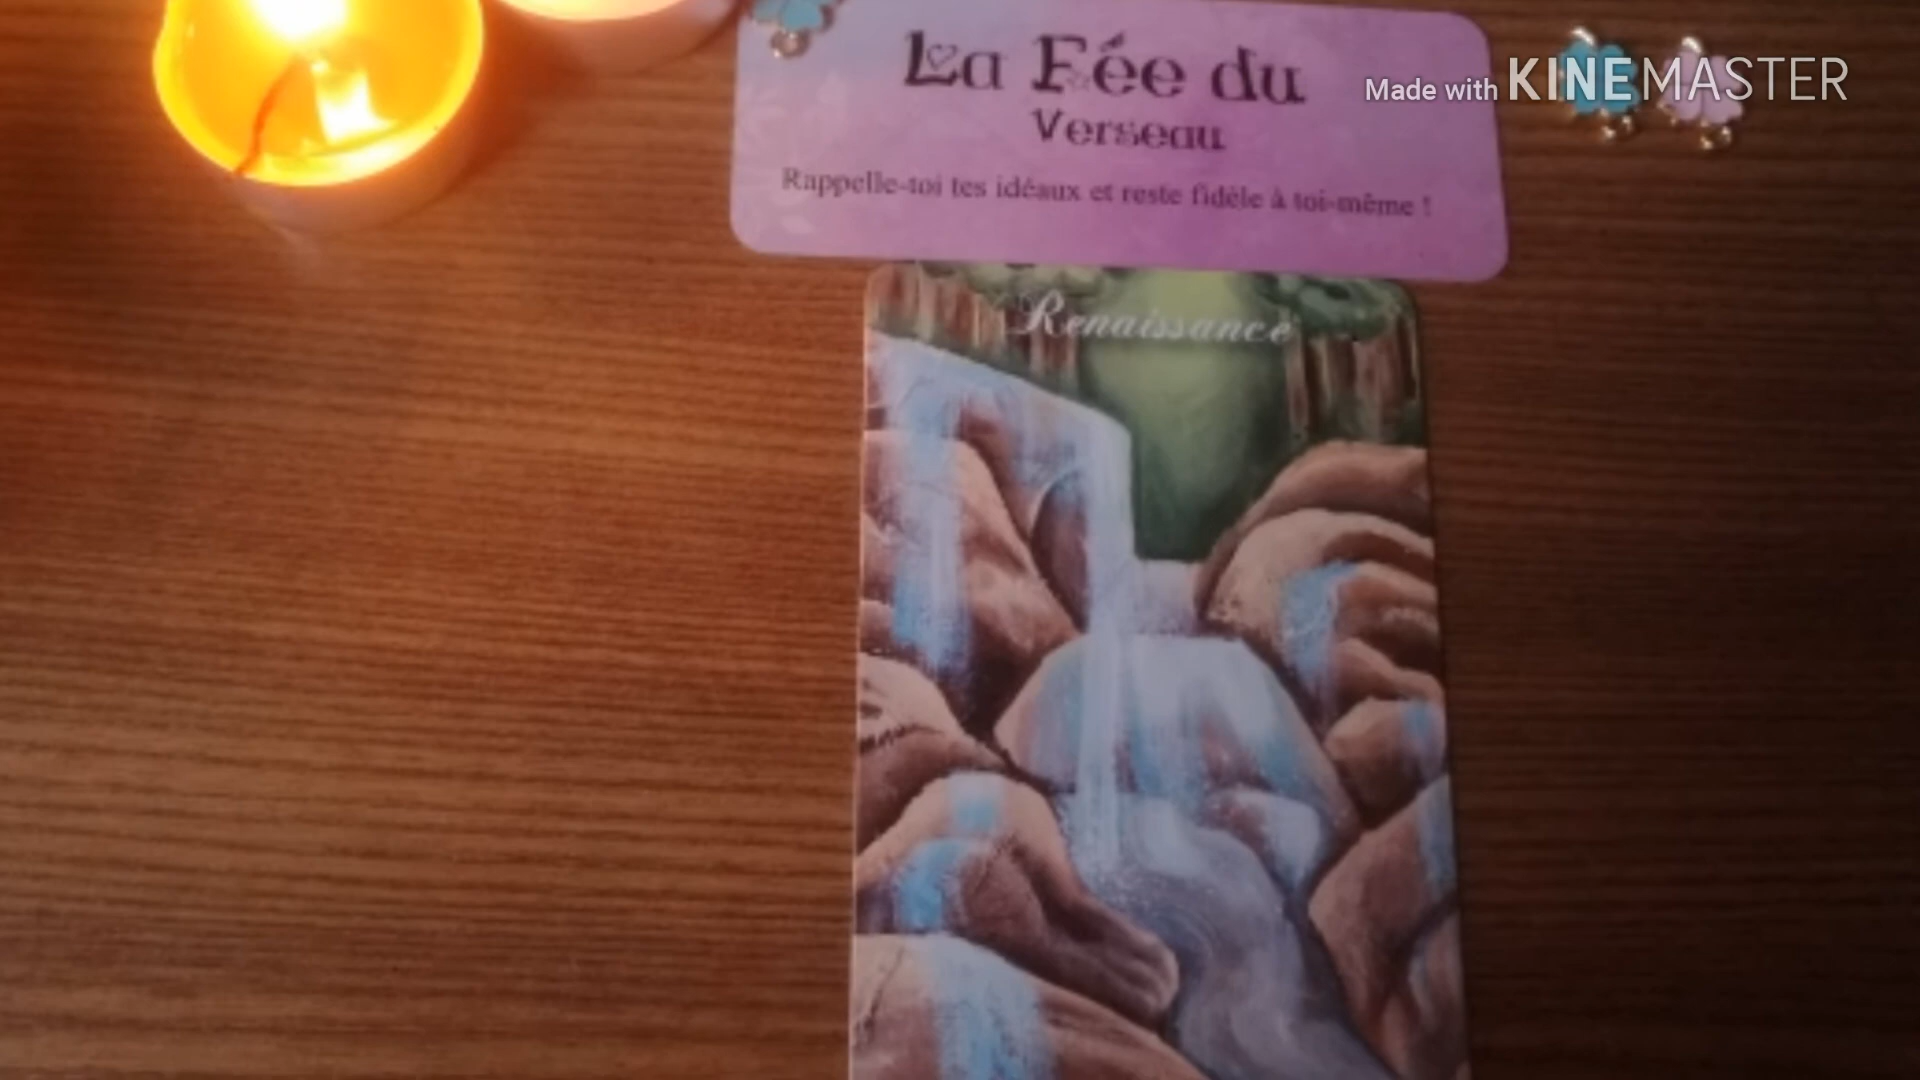 La Fée du
Verseau
Rappelle-toi tes idéaux et reste fidèle à toi-même !
Made with KINEMASTER
Renaissance